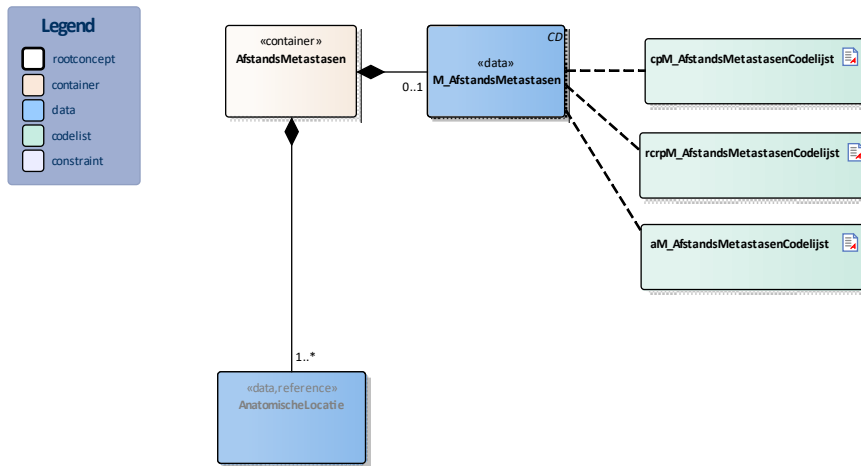 Legend
rootconcept
container
data
codelist
constraint
«container»
AfstandsMetastasen
0..1
CD
«data»
M_AfstandsMetastasen
cpM_AfstandsMetastasenCodelijst
rcrpM_AfstandsMetastasenCodelijst
aM_AfstandsMetastasenCodelijst
1..*
«data,reference»
AnatomischeLocatie